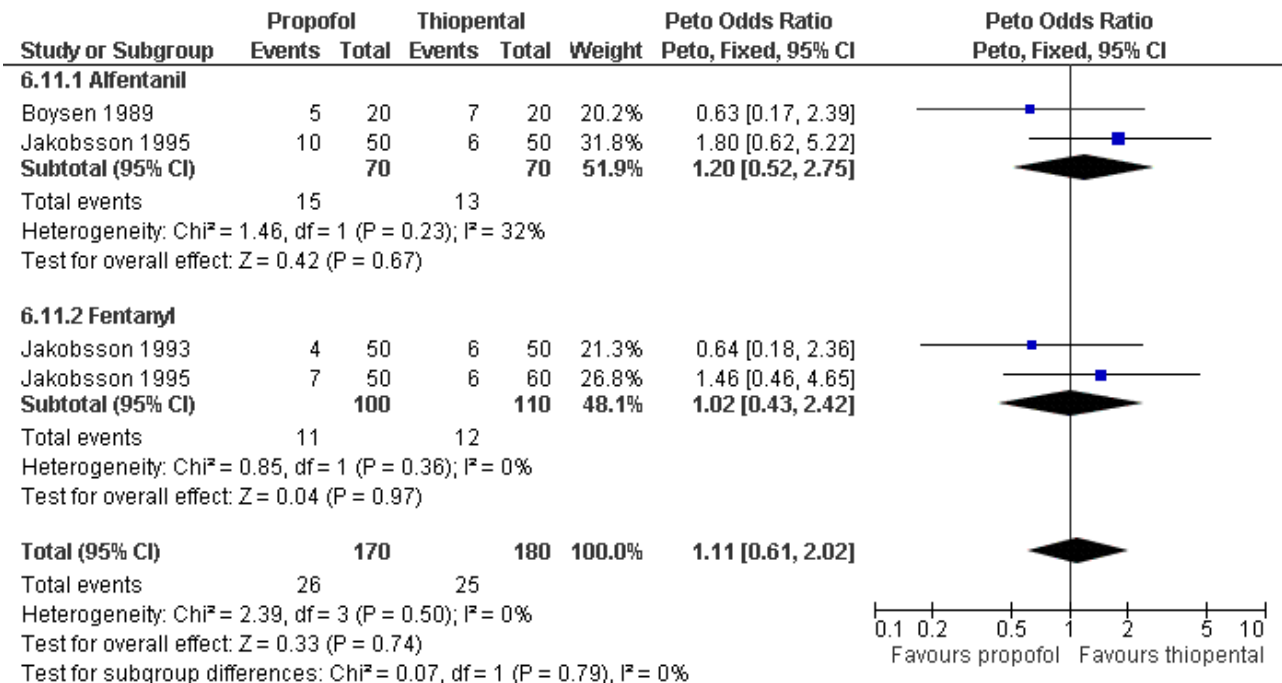 Propofol Thiopental Peto Odds Ratio Peto Odds Ratio
Study or Subgroup Events Total Events Total Weight Peto, Fixed, 95% CI Peto, Fixed, 95% CI
6.11.1 Alfentanil
Boysen 1989 5 20 7 20 20.2% 0.63 [0.17, 2.39]
Jakobsson 1995 10 50 6 50 31.8% 1.80 [0.62, 5.22]
Subtotal (95% CI) 70 70 51.9% 1.20 [0.52, 2.75]
Total events 15 13
Heterogeneity: Chi² = 1.46, df = 1 (P = 0.23); I² = 32%
Test for overall effect: Z = 0.42 (P = 0.67)
6.11.2 Fentanyl
Jakobsson 1993 4 50 6 50 21.3% 0.64 [0.18, 2.36]
Jakobsson 1995 7 50 6 60 26.8% 1.46 [0.46, 4.65]
Subtotal (95% CI) 100 110 48.1% 1.02 [0.43, 2.42]
Total events 11 12
Heterogeneity: Chi² = 0.85, df = 1 (P = 0.36); I² = 0%
Test for overall effect: Z = 0.04 (P = 0.97)
Total (95% CI) 170 180 100.0% 1.11 [0.61, 2.02]
Total events 26 25
Heterogeneity: Chi² = 2.39, df = 3 (P = 0.50); I² = 0%
Test for overall effect: Z = 0.33 (P = 0.74)
Test for subgroup differences: Chi² = 0.07, df = 1 (P = 0.79), I² = 0%
0.1 0.2 0.5 1 2 5 10
Favours propofol Favours thiopental